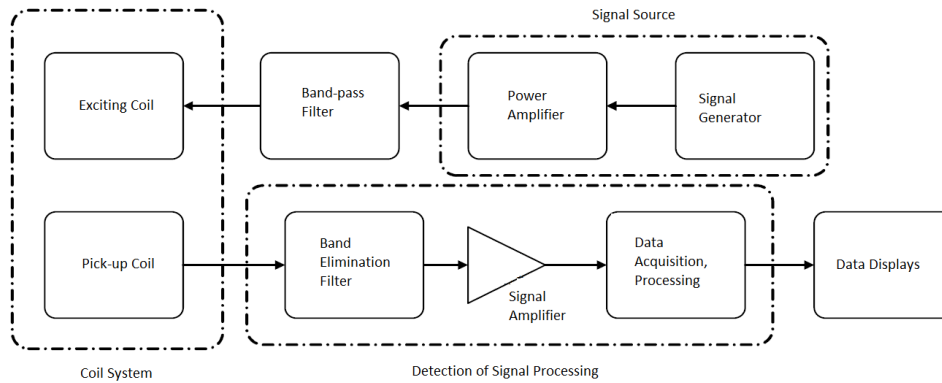 Signal Source
Exciting Coil
Band-pass
Filter
Power
Amplifier
Signal
Generator
Pick-up Coil
Band
Elimination
Filter
Signal
Amplifier
Data
Acquisition,
Processing
Data Displays
Coil System
Detection of Signal Processing